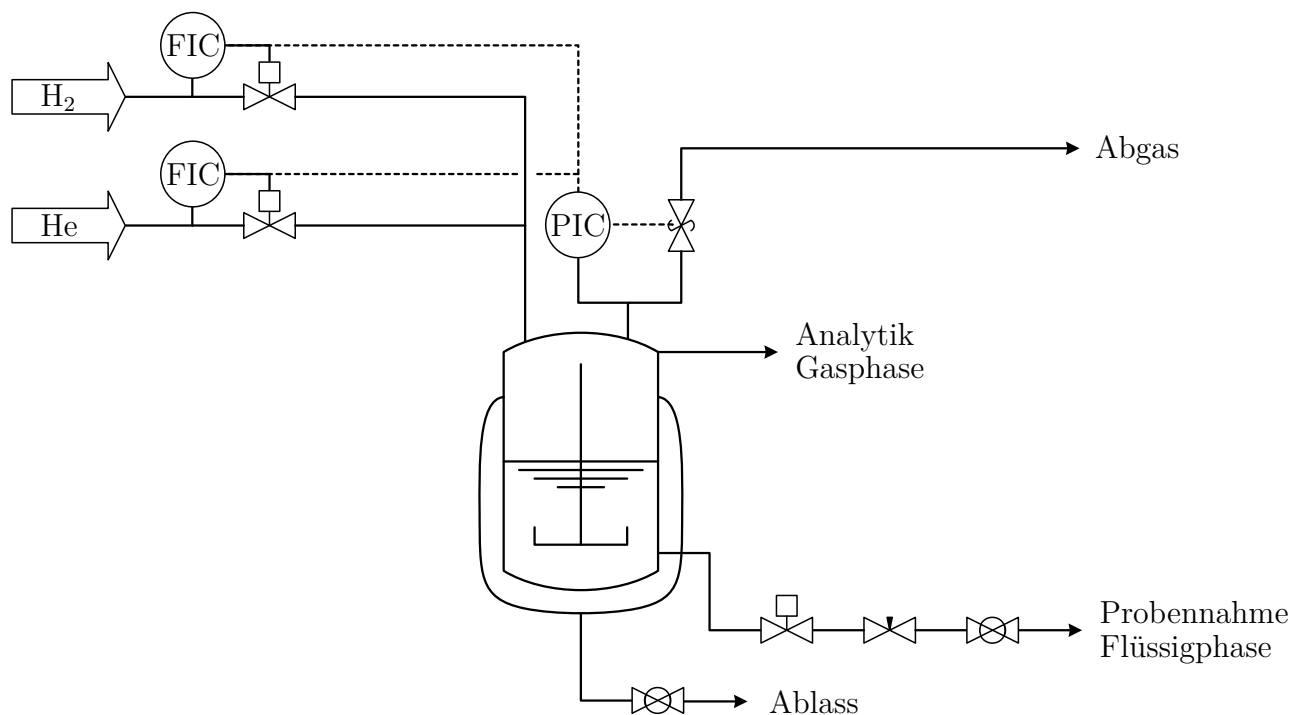 FIC
H₂
FIC
He
PIC
Abgas
Analytik
Gasphase
Probennahme
Flüssigphase
Ablass